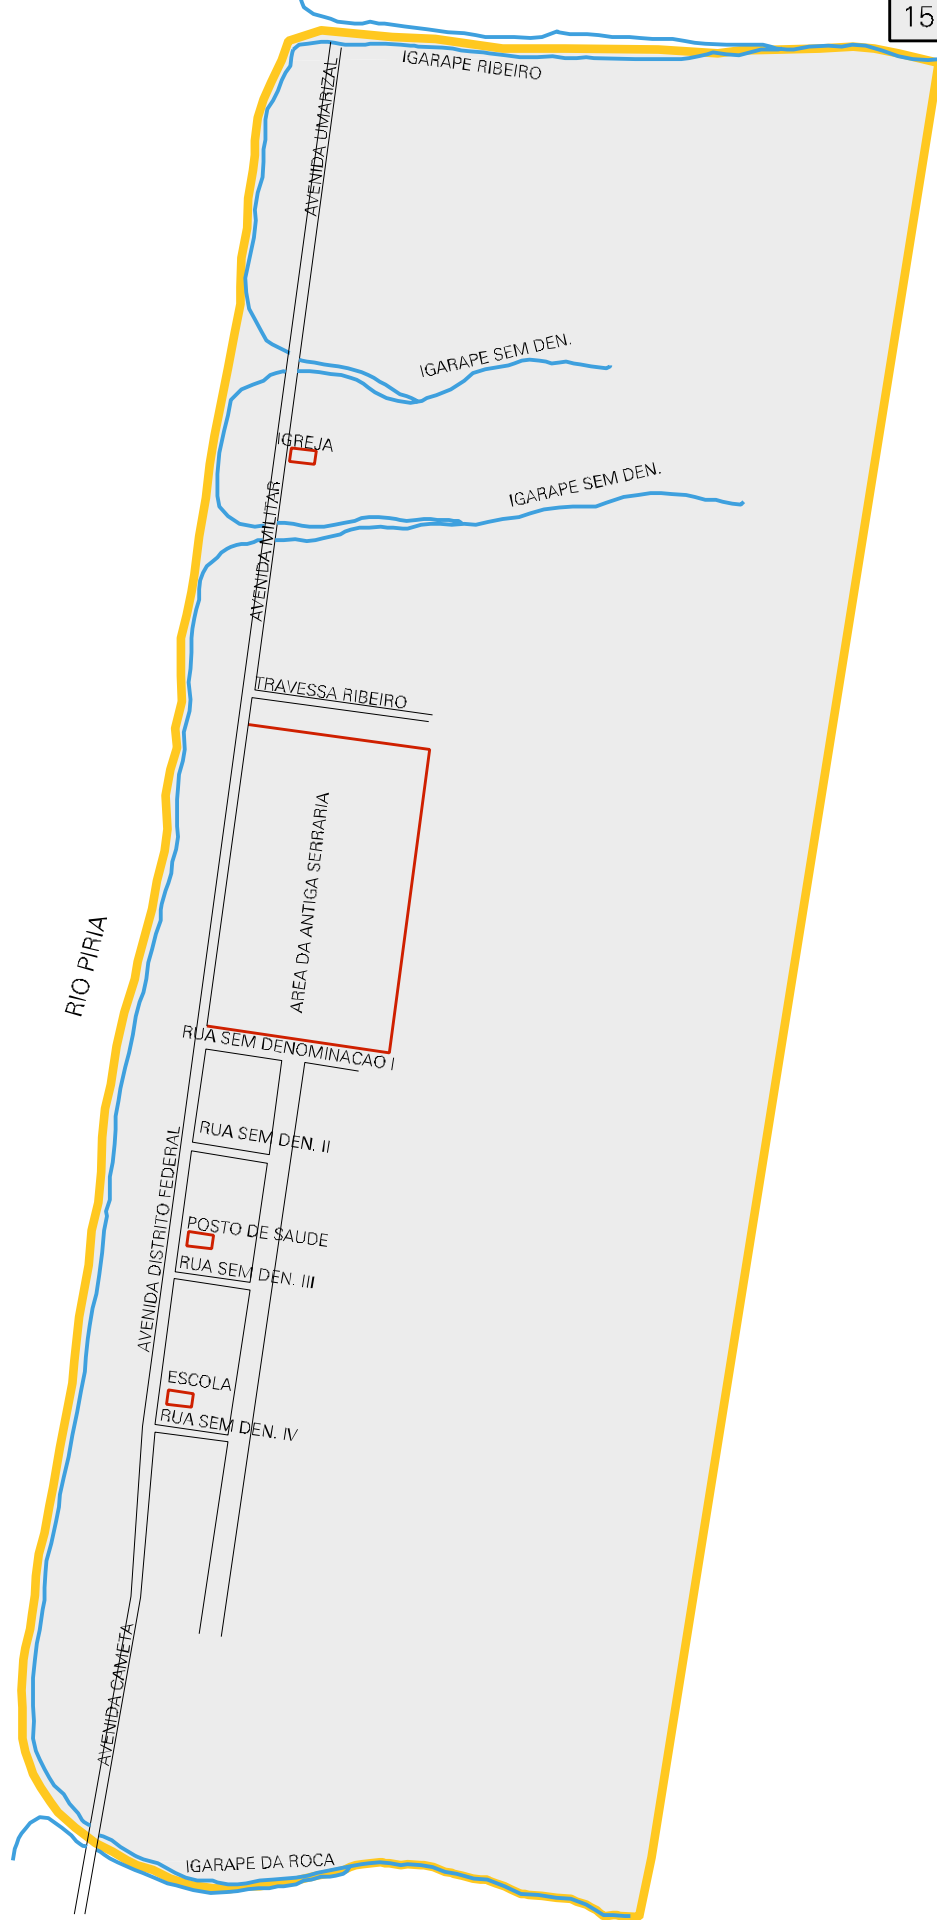 15
IGARAPE RIBEIRO
AVENIDA UMARIZAL
IGARAPE SEM DEN.
IGREJA
IGARAPE SEM DEN.
AVENIDA MILITAR
TRAVESSA RIBEIRO
AREA DA ANTIGA SERRARIA
RIO PIRIA
RUA SEM DENOMINACAO I
RUA SEM DEN. II
AVENIDA DISTRITO FEDERAL
POSTO DE SAUDE
RUA SEM DEN. III
ESCOLA
RUA SEM DEN. IV
AVENIDA CAMETA
IGARAPE DA ROCA